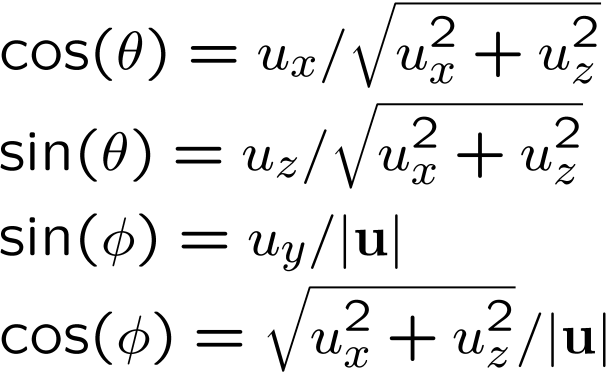 cos(θ) = u_x/√(u_x^2 + u_z^2)
sin(θ) = u_z/√(u_x^2 + u_z^2)
sin(ϕ) = u_y/|𝐮|
cos(ϕ) = √(u_x^2 + u_z^2)/|𝐮|